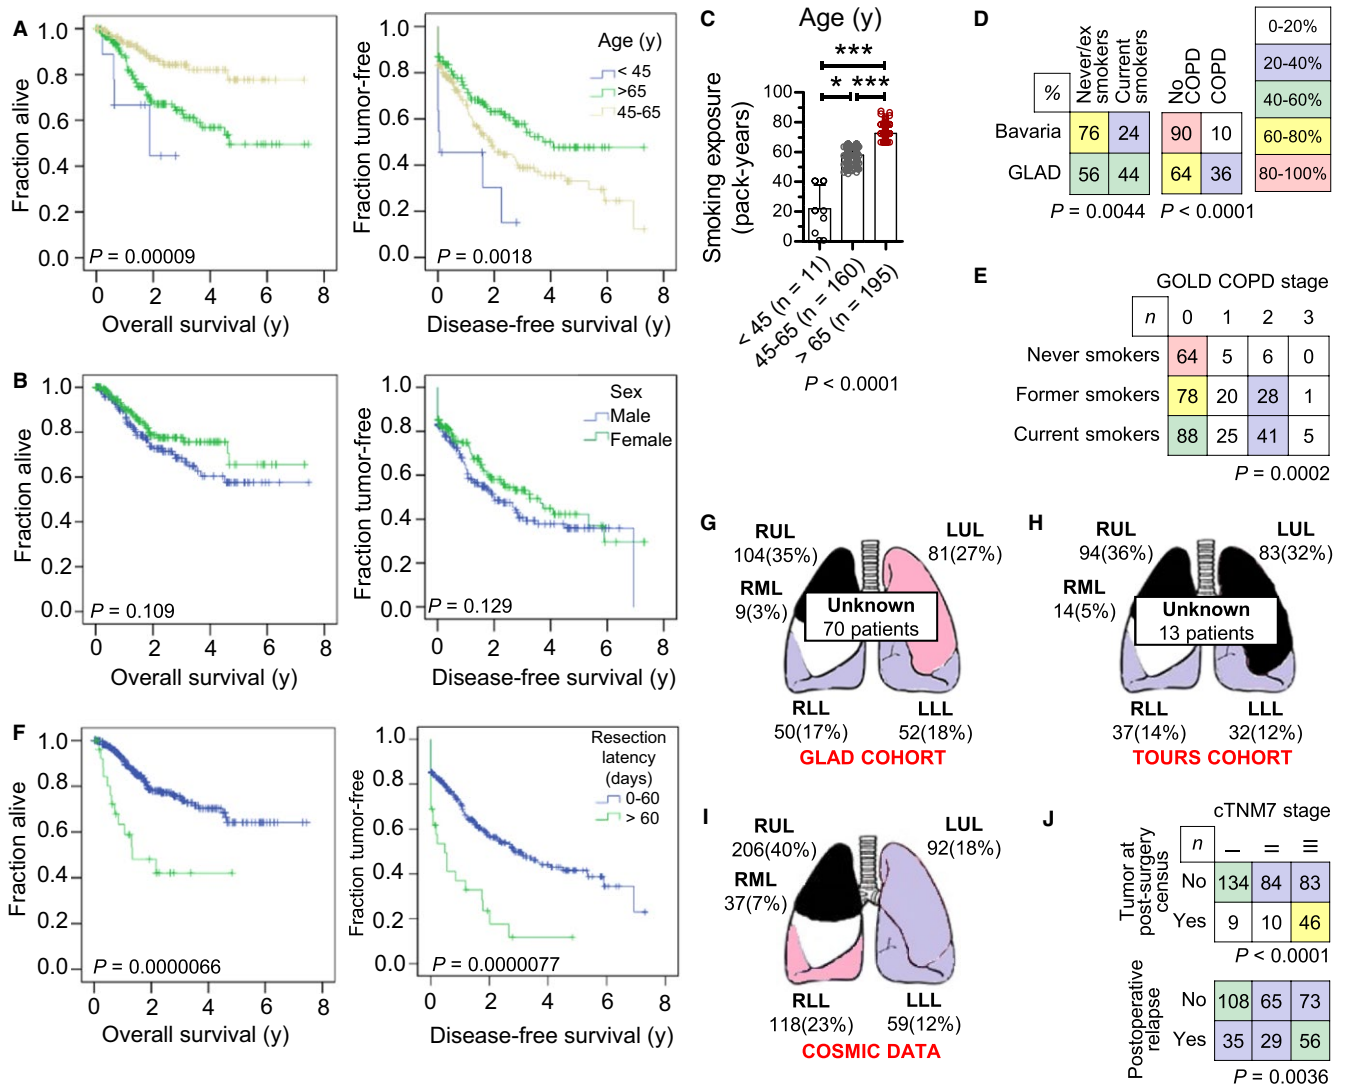 A
Fraction alive
1.0
0.8
0.6
0.4
0.2
0.0
P = 0.00009
0 2 4 6 8
Overall survival (y)
Fraction tumor-free
1.0
0.8
0.6
0.4
0.2
0.0
Age (y)
< 45
>65
45-65
P = 0.0018
0 2 4 6 8
Disease-free survival (y)
B
Fraction alive
1.0
0.8
0.6
0.4
0.2
0.0
P = 0.109
0 2 4 6 8
Overall survival (y)
Fraction tumor-free
1.0
0.8
0.6
0.4
0.2
0.0
Sex
Male
Female
P = 0.129
0 2 4 6 8
Disease-free survival (y)
C
Age (y)
***
* ***
Smoking exposure
(pack-years)
100
80
60
40
20
0
< 45 (n = 11)
45-65 (n = 160)
> 65 (n = 195)
P < 0.0001
D
%
Never/ex
smokers
Current
smokers
No
COPD
COPD
Bavaria 76 24 90 10
GLAD 56 44 64 36
P = 0.0044 P < 0.0001
0-20%
20-40%
40-60%
60-80%
80-100%
E
GOLD COPD stage
n 0 1 2 3
Never smokers 64 5 6 0
Former smokers 78 20 28 1
Current smokers 88 25 41 5
P = 0.0002
F
Fraction alive
1.0
0.8
0.6
0.4
0.2
0.0
P = 0.0000066
0 2 4 6 8
Overall survival (y)
Fraction tumor-free
1.0
0.8
0.6
0.4
0.2
0.0
Resection
latency
(days)
0-60
> 60
P = 0.0000077
0 2 4 6 8
Disease-free survival (y)
G
RUL
104(35%)
LUL
81(27%)
RML
9(3%)
Unknown
70 patients
RLL
50(17%)
LLL
52(18%)
GLAD COHORT
H
RUL
94(36%)
LUL
83(32%)
RML
14(5%)
Unknown
13 patients
RLL
37(14%)
LLL
32(12%)
TOURS COHORT
I
RUL
206(40%)
LUL
92(18%)
RML
37(7%)
RLL
118(23%)
LLL
59(12%)
COSMIC DATA
J
cTNM7 stage
n I II III
Tumor at
post-surgery
census
No 134 84 83
Yes 9 10 46
P < 0.0001
Postoperative
relapse
No 108 65 73
Yes 35 29 56
P = 0.0036